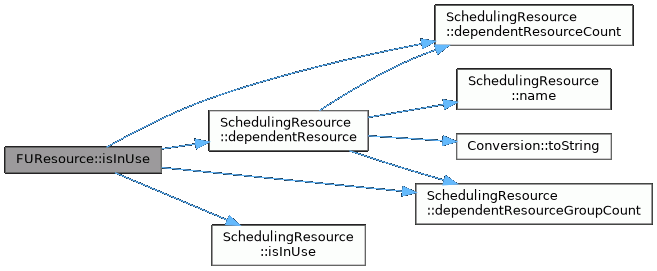 SchedulingResource
::dependentResourceCount
SchedulingResource
::name
SchedulingResource
::dependentResource
Conversion::toString
FUResource::isInUse
SchedulingResource
::dependentResourceGroupCount
SchedulingResource
::isInUse